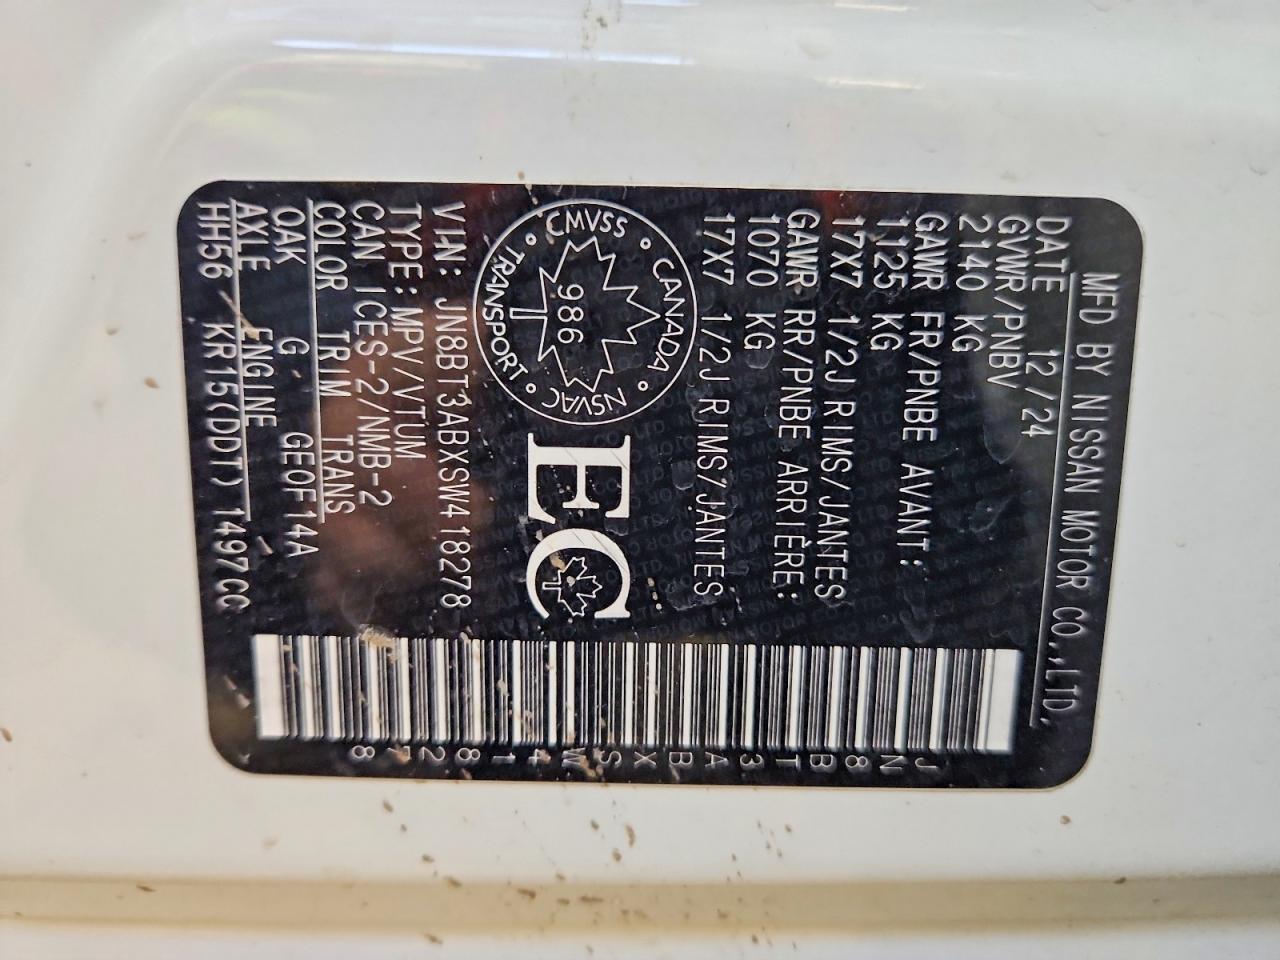 MFD BY NISSAN MOTOR CO.,LTD.
DATE 12/24
GVWR/PNBV
2140 KG
GAWR FR/PNBE AVANT:
1125 KG
17X7 1/2J RIMS/JANTES
GAWR RR/PNBE ARRIÈRE:
1070 KG
17X7 1/2J RIMS/JANTES
CMVSS • CANADA • NSVAC • TRANSPORT •
986
EC
VIN: JN8BT3ABXSW418278
TYPE: MPV/VTUM
CAN ICES-2/NMB-2
COLOR TRIM TRANS
QAK G GE0F14A
AXLE ENGINE
HH56 KR15(DDT) 1497CC
JN8BT3ABXSW418278